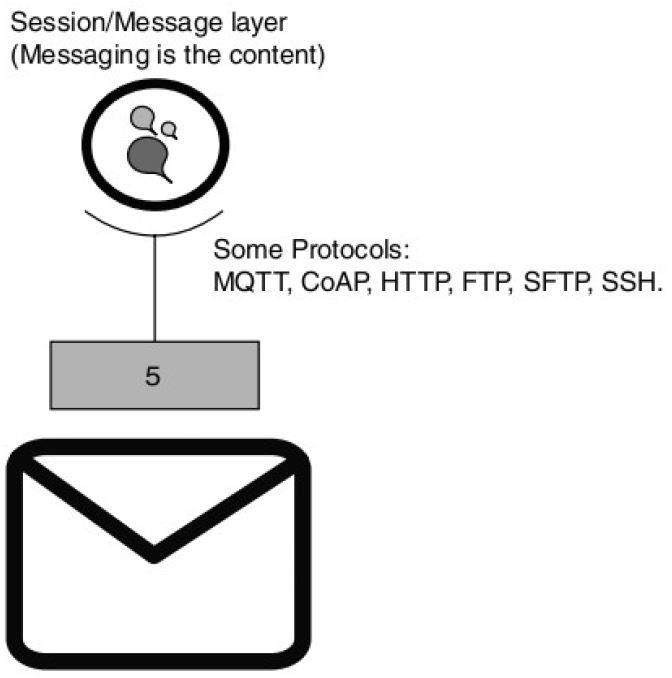 Session/Message layer
(Messaging is the content)
Some Protocols:
MQTT, CoAP, HTTP, FTP, SFTP, SSH.
5